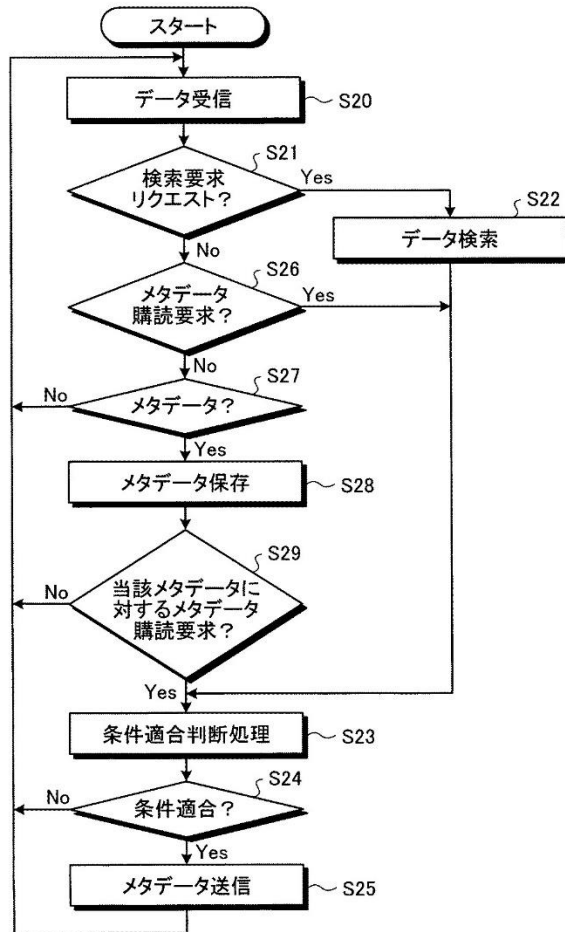 スタート
データ受信
S20
検索要求
リクエスト?
S21
Yes
No
データ検索
S22
メタデータ
購読要求?
S26
Yes
No
メタデータ?
S27
No
Yes
メタデータ保存
S28
当該メタデータに
対するメタデータ
購読要求?
S29
No
Yes
条件適合判断処理
S23
条件適合?
S24
No
Yes
メタデータ送信
S25